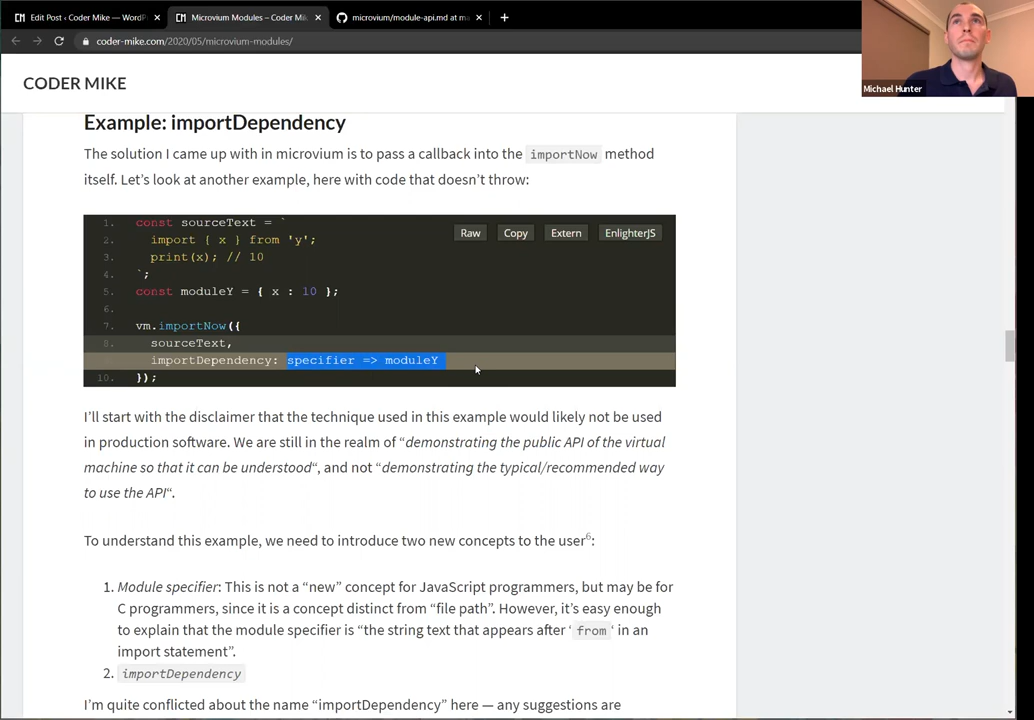 Edit Post ‹ Coder Mike — WordP
Microvium Modules – Coder Mik
microvium/module-api.md at ma
coder-mike.com/2020/05/microvium-modules/
Michael Hunter
CODER MIKE
Example: importDependency
The solution I came up with in microvium is to pass a callback into the importNow method
itself. Let's look at another example, here with code that doesn't throw:
Raw Copy Extern EnlighterJS
1. const sourceText = `
2. import { x } from 'y';
3. print(x); // 10
4. `;
5. const moduleY = { x : 10 };
6.
7. vm.importNow({
8. sourceText,
importDependency: specifier => moduleY
10. });
I'll start with the disclaimer that the technique used in this example would likely not be used
in production software. We are still in the realm of “demonstrating the public API of the virtual
machine so that it can be understood“, and not “demonstrating the typical/recommended way
to use the API“.
To understand this example, we need to introduce two new concepts to the user6:
1. Module specifier: This is not a “new” concept for JavaScript programmers, but may be for
C programmers, since it is a concept distinct from “file path”. However, it's easy enough
to explain that the module specifier is “the string text that appears after ‘from‘ in an
import statement”.
2. importDependency
I'm quite conflicted about the name “importDependency” here — any suggestions are